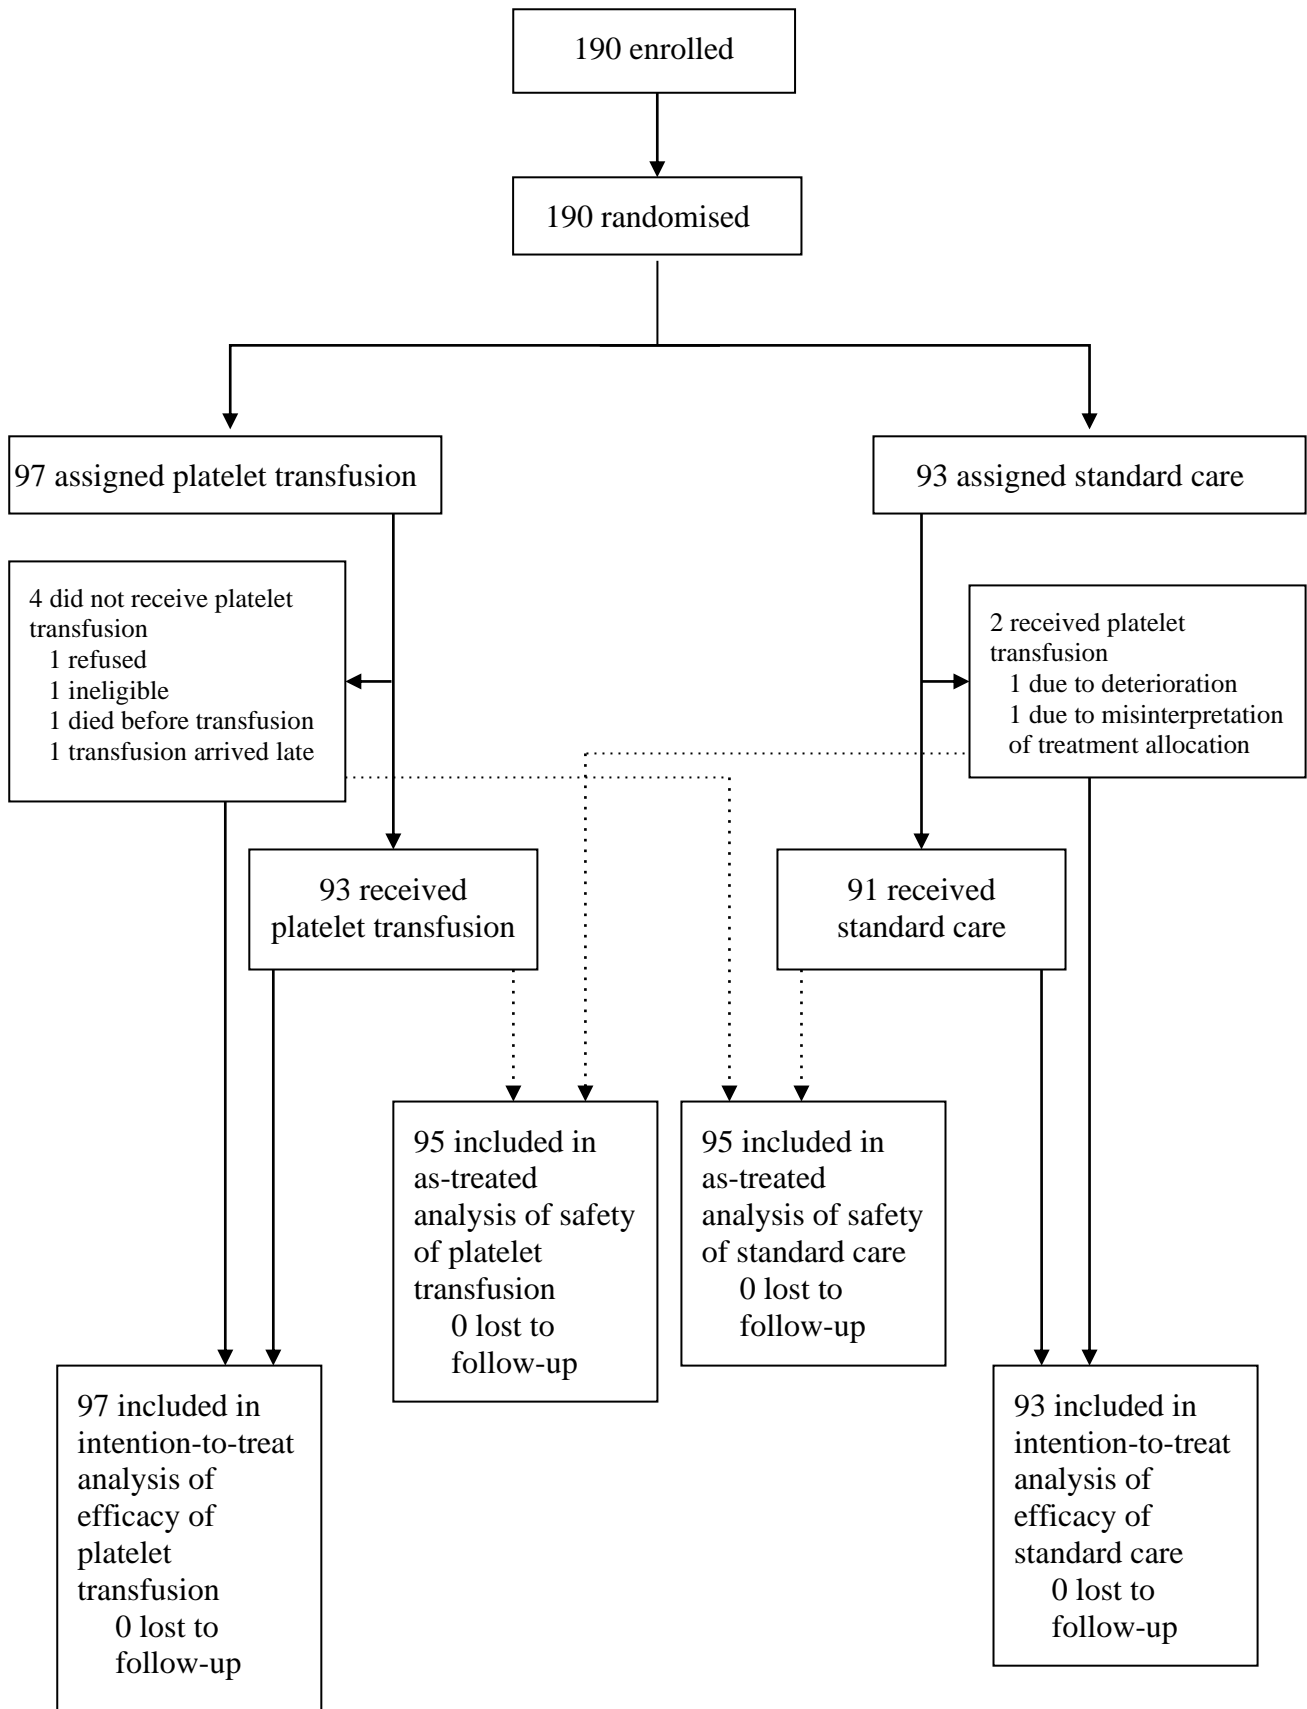 190 enrolled
190 randomised
97 assigned platelet transfusion
93 assigned standard care
4 did not receive platelet
transfusion
1 refused
1 ineligible
1 died before transfusion
1 transfusion arrived late
2 received platelet
transfusion
1 due to deterioration
1 due to misinterpretation
of treatment allocation
93 received
platelet transfusion
91 received
standard care
95 included in
as-treated
analysis of safety
of platelet
transfusion
0 lost to
follow-up
95 included in
as-treated
analysis of safety
of standard care
0 lost to
follow-up
97 included in
intention-to-treat
analysis of
efficacy of
platelet
transfusion
0 lost to
follow-up
93 included in
intention-to-treat
analysis of
efficacy of
standard care
0 lost to
follow-up